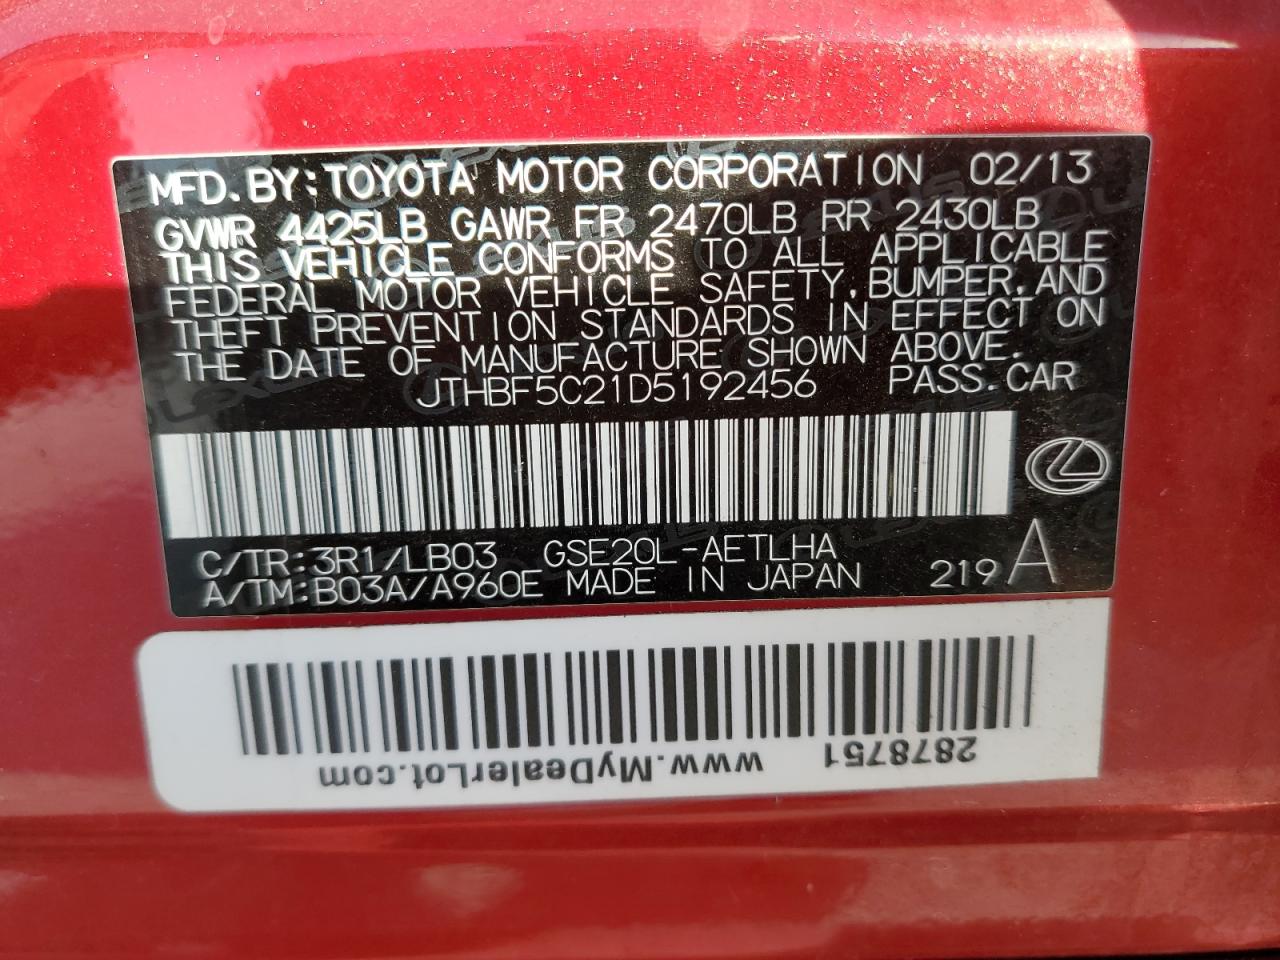 MFD. BY: TOYOTA MOTOR CORPORATION 02/13
GVWR 4425LB GAWR FR 2470LB RR 2430LB
THIS VEHICLE CONFORMS TO ALL APPLICABLE
FEDERAL MOTOR VEHICLE SAFETY, BUMPER, AND
THEFT PREVENTION STANDARDS IN EFFECT ON
THE DATE OF MANUFACTURE SHOWN ABOVE.
JTHBF5C21D5192456 PASS. CAR
C/TR: 3R1/LB03 GSE20L-AETLHA
A/TM: B03A/A960E MADE IN JAPAN 219 A
2878751
www.MyDealerLot.com